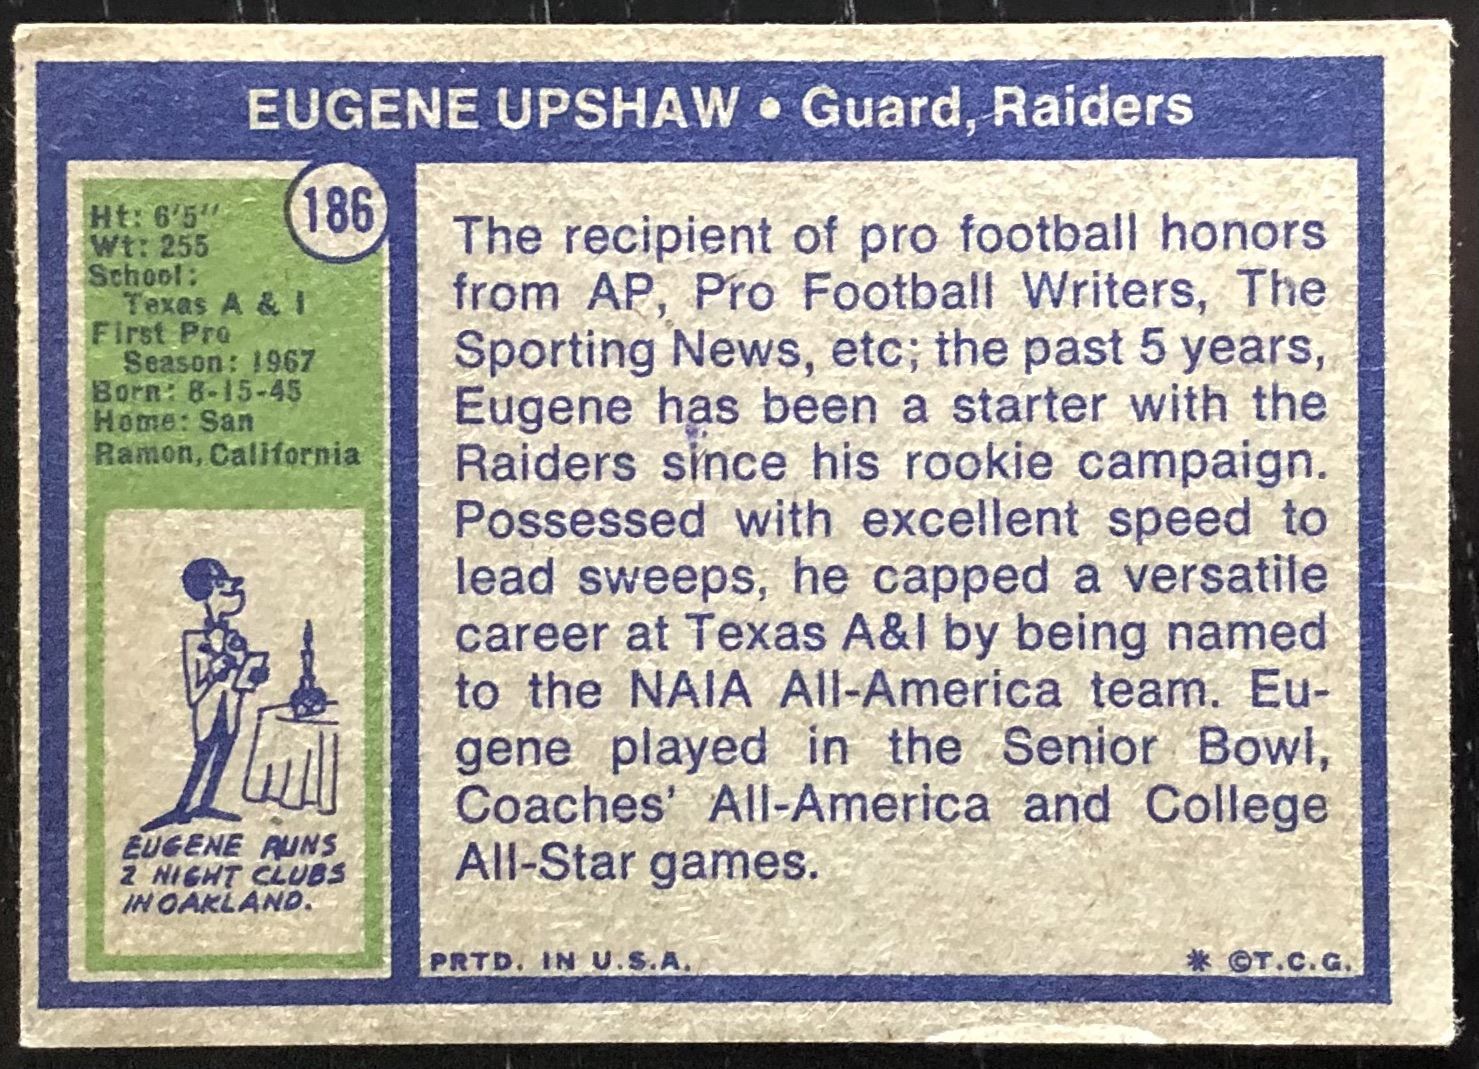 EUGENE UPSHAW • Guard, Raiders
186
Ht: 6'5"
Wt: 255
School:
Texas A & I
First Pro
Season: 1967
Born: 8-15-45
Home: San
Ramon, California
EUGENE RUNS
2 NIGHT CLUBS
IN OAKLAND.
The recipient of pro football honors
from AP, Pro Football Writers, The
Sporting News, etc; the past 5 years,
Eugene has been a starter with the
Raiders since his rookie campaign.
Possessed with excellent speed to
lead sweeps, he capped a versatile
career at Texas A&I by being named
to the NAIA All-America team. Eu-
gene played in the Senior Bowl,
Coaches' All-America and College
All-Star games.
PRTD. IN U.S.A.
* ©T.C.G.